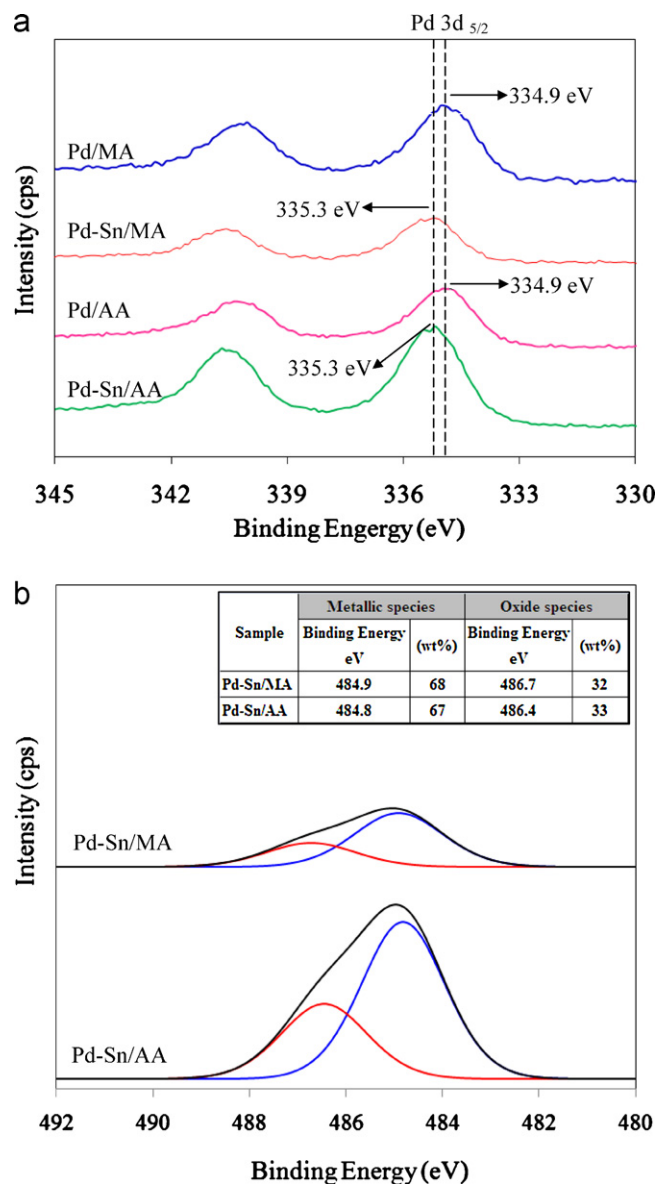 a
Pd 3d 5/2
334.9 eV
Pd/MA
335.3 eV
Pd-Sn/MA
334.9 eV
Pd/AA
335.3 eV
Pd-Sn/AA
Intensity (cps)
345 342 339 336 333 330
Binding Engergy (eV)
b
Metallic species Oxide species
Sample Binding Energy eV (wt%) Binding Energy eV (wt%)
Pd-Sn/MA 484.9 68 486.7 32
Pd-Sn/AA 484.8 67 486.4 33
Pd-Sn/MA
Intensity (cps)
Pd-Sn/AA
492 490 488 486 484 482 480
Binding Energy (eV)